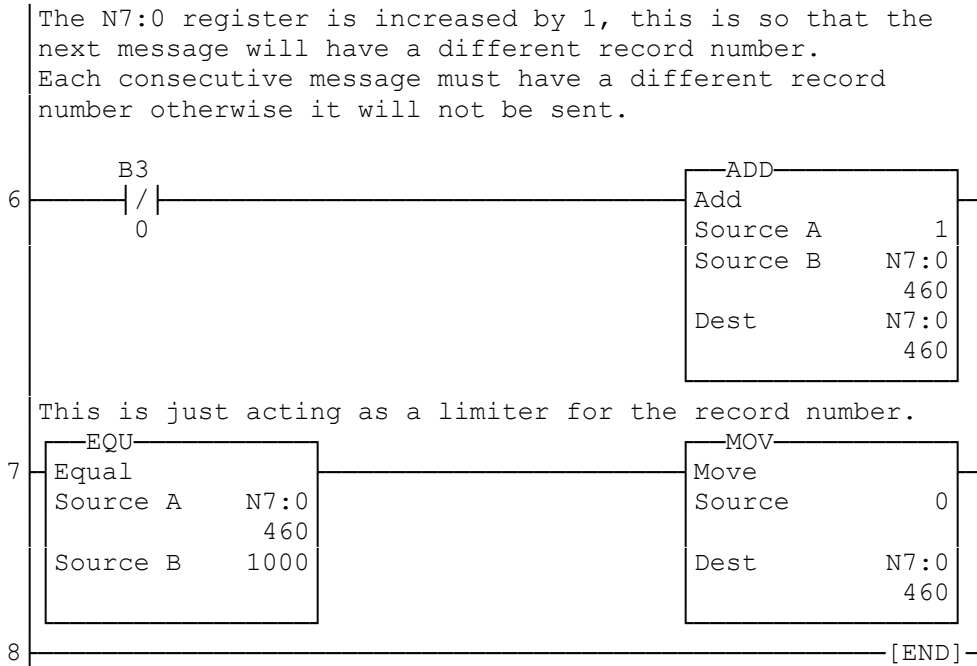 The N7:0 register is increased by 1, this is so that the
next message will have a different record number.
Each consecutive message must have a different record
number otherwise it will not be sent.
B3 ADD
6 / Add
0 Source A 1
Source B N7:0
460
Dest N7:0
460
This is just acting as a limiter for the record number.
EQU MOV
7 Equal Move
Source A N7:0 Source 0
460
Source B 1000 Dest N7:0
460
8 [END]